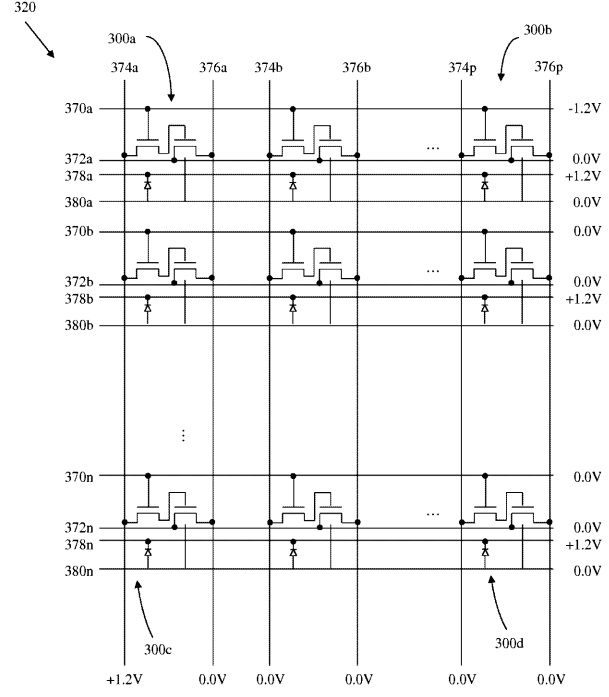 320
300a
300b
374a 376a 374b 376b 374p 376p
370a -1.2V
...
372a 0.0V
378a +1.2V
380a 0.0V
370b 0.0V
...
372b 0.0V
378b +1.2V
380b 0.0V
...
370n 0.0V
...
372n 0.0V
378n +1.2V
380n 0.0V
300c 300d
+1.2V 0.0V 0.0V 0.0V 0.0V 0.0V